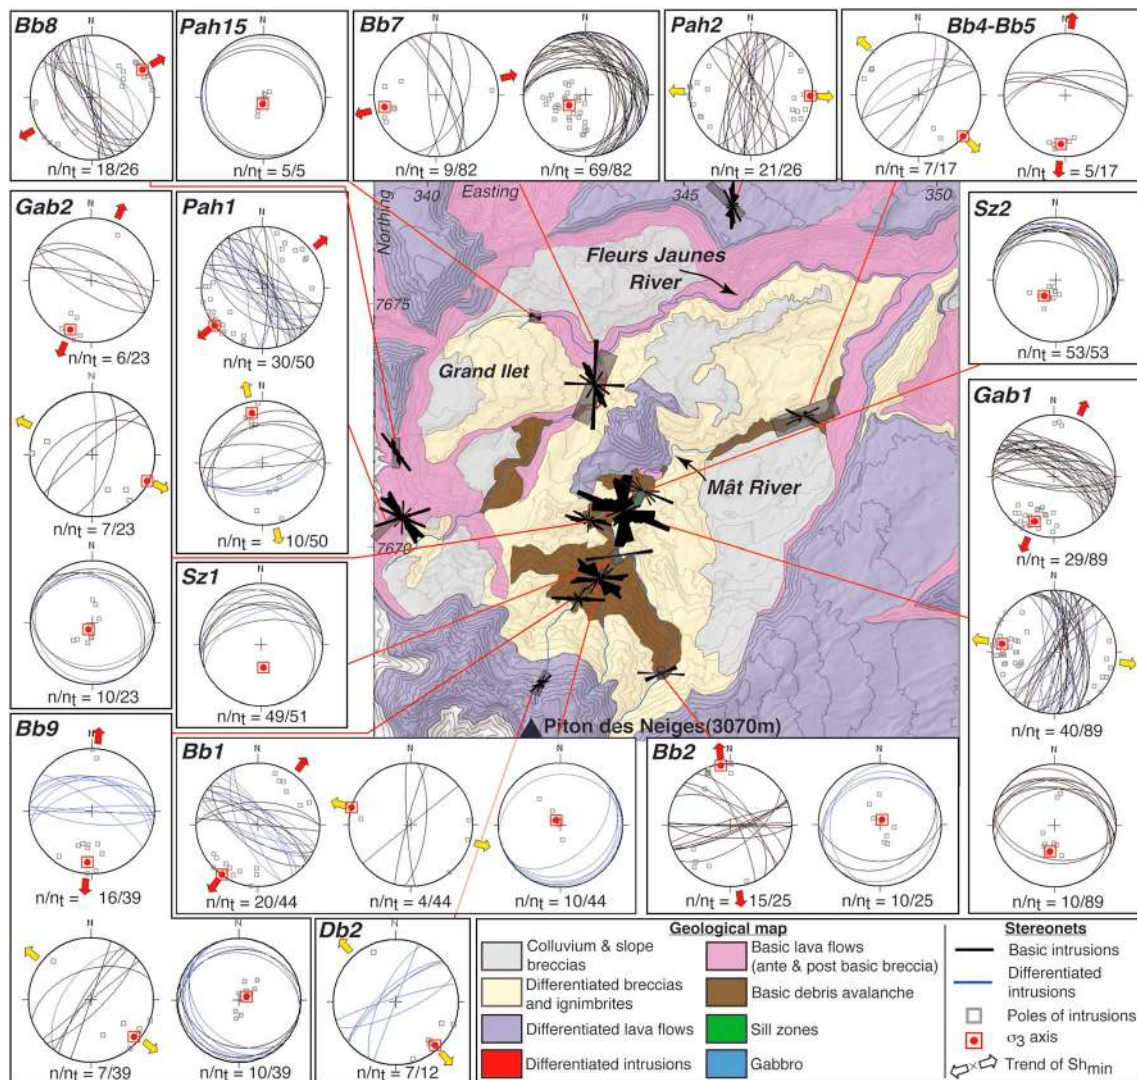 Bb8
N
n/nt = 18/26
Pah15
N
n/nt = 5/5
Bb7
N
n/nt = 9/82
N
n/nt = 69/82
Pah2
N
n/nt = 21/26
Bb4-Bb5
N
n/nt = 7/17
N
n/nt = 5/17
Gab2
N
n/nt = 6/23
N
n/nt = 7/23
N
n/nt = 10/23
Pah1
N
n/nt = 30/50
N
n/nt = 10/50
Sz1
N
n/nt = 49/51
Northing
340
Easting
345
350
7675
7670
Fleurs Jaunes
River
Grand Ilet
Mât River
Piton des Neiges(3070m)
Sz2
N
n/nt = 53/53
Gab1
N
n/nt = 29/89
N
n/nt = 40/89
N
n/nt = 10/89
Bb9
N
n/nt = 16/39
N
n/nt = 7/39
N
n/nt = 10/39
Bb1
N
n/nt = 20/44
N
n/nt = 4/44
N
n/nt = 10/44
Bb2
N
n/nt = 15/25
N
n/nt = 10/25
Db2
N
n/nt = 7/12
Geological map
Colluvium & slope
breccias
Differentiated breccias
and ignimbrites
Differentiated lava flows
Differentiated intrusions
Basic lava flows
(ante & post basic breccia)
Basic debris avalanche
Sill zones
Gabbro
Stereonets
Basic intrusions
Differentiated
intrusions
Poles of intrusions
σ3 axis
Trend of Shmin